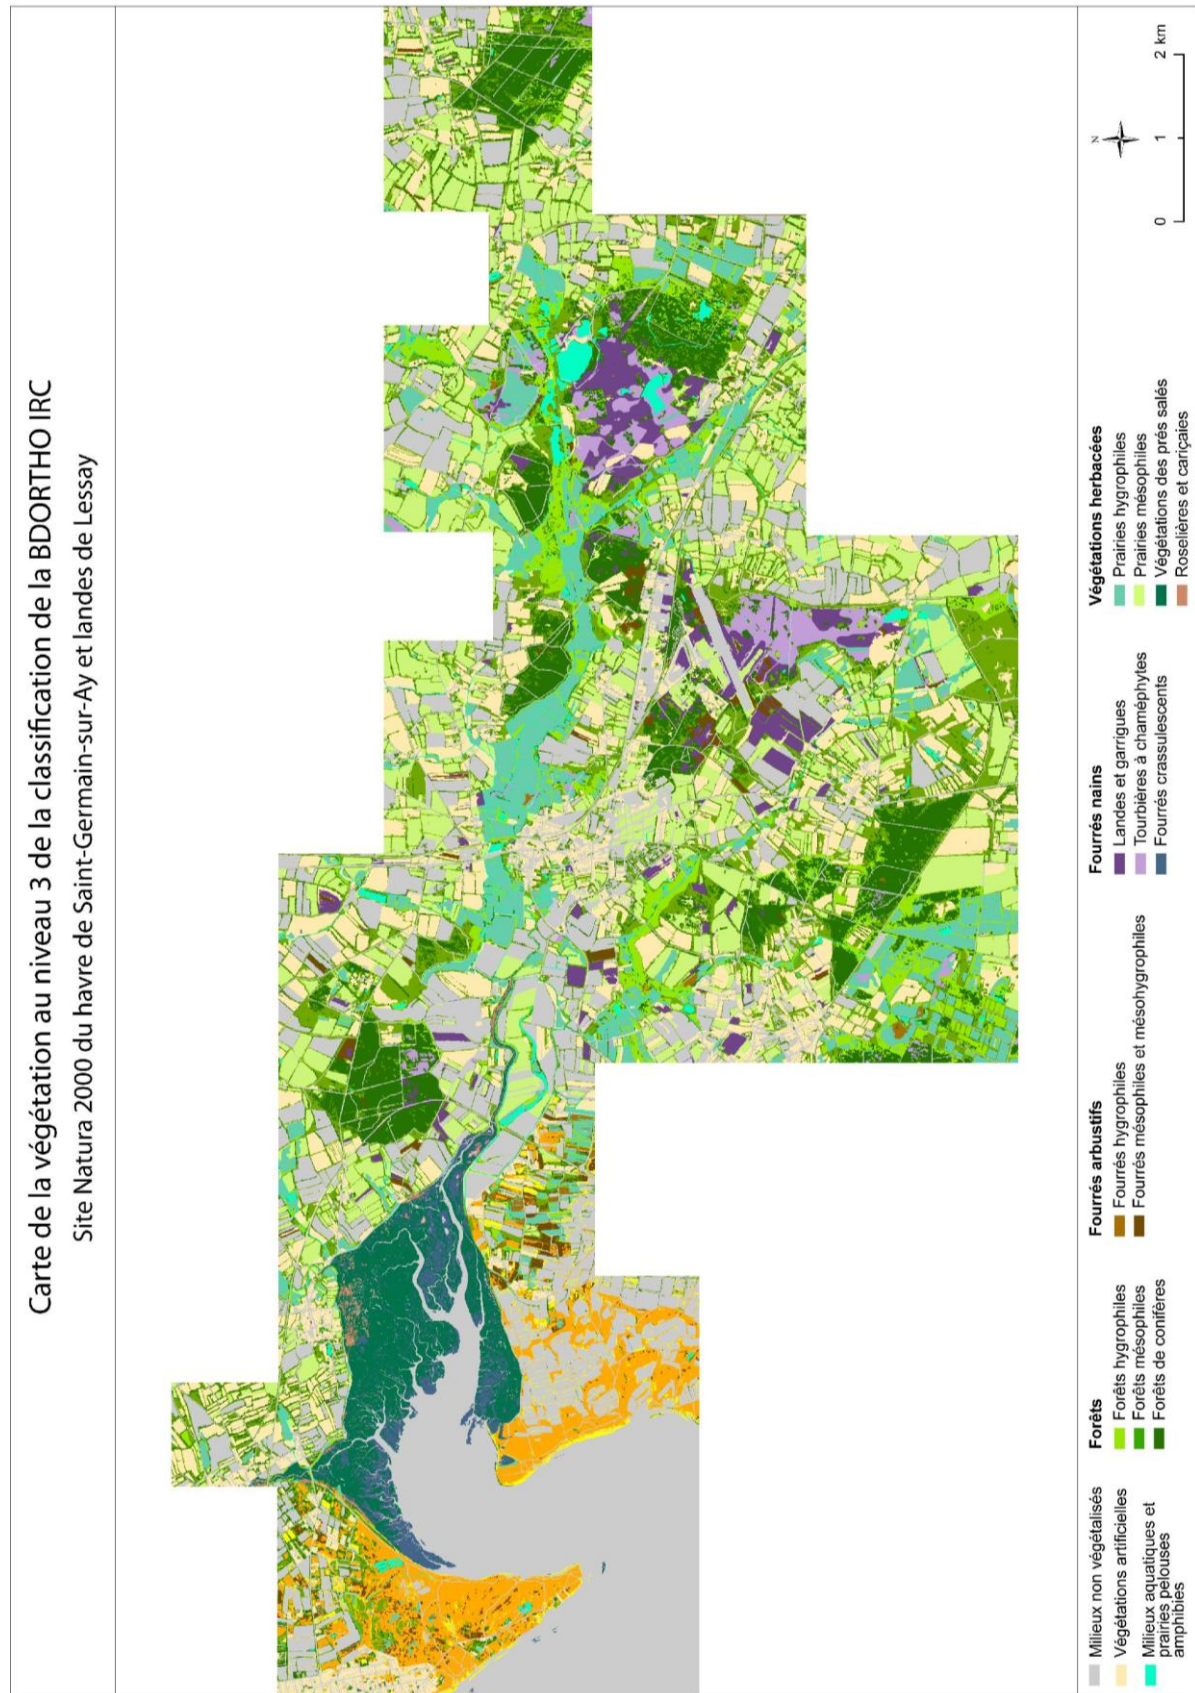 Carte de la végétation au niveau 3 de la classification de la BDORTHO IRC
Site Natura 2000 du havre de Saint-Germain-sur-Ay et landes de Lessay
Milieux non végétalisés
Végétations artificielles
Milieux aquatiques et
prairies pelouses
amphibies
Forêts
Forêts hygrophiles
Forêts mésophiles
Forêts de conifères
Fourrés arbustifs
Fourrés hygrophiles
Fourrés mésophiles et mésohygrophiles
Fourrés nains
Landes et garrigues
Tourbières à chaméphytes
Fourrés crassulescents
Végétations herbacées
Prairies hygrophiles
Prairies mésophiles
Végétations des prés salés
Roselières et cariçaies
N
0 1 2 km